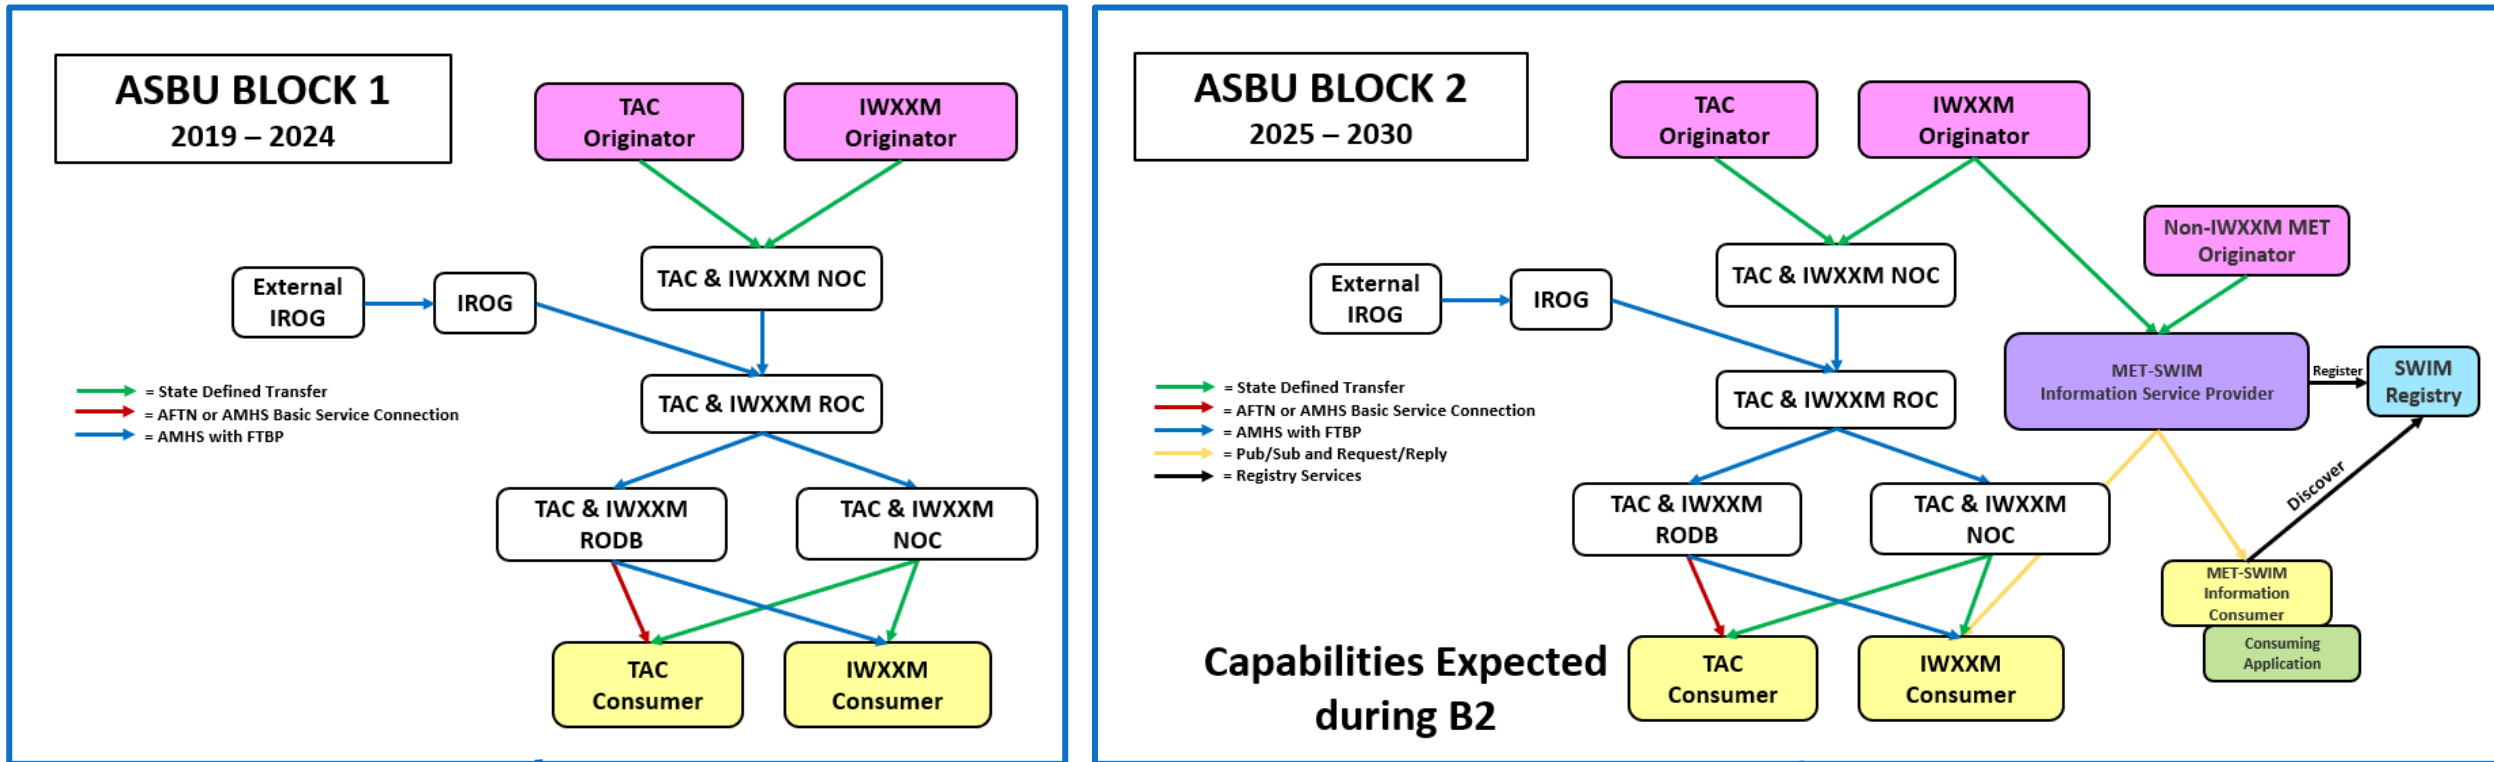 ASBU BLOCK 1
2019 – 2024
TAC
Originator
IWXXM
Originator
TAC & IWXXM NOC
External
IROG
IROG
TAC & IWXXM ROC
= State Defined Transfer
= AFTN or AMHS Basic Service Connection
= AMHS with FTBP
TAC & IWXXM
RODB
TAC & IWXXM
NOC
TAC
Consumer
IWXXM
Consumer
ASBU BLOCK 2
2025 – 2030
TAC
Originator
IWXXM
Originator
Non-IWXXM MET
Originator
TAC & IWXXM NOC
External
IROG
IROG
MET-SWIM
Information Service Provider
Register
SWIM
Registry
TAC & IWXXM ROC
= State Defined Transfer
= AFTN or AMHS Basic Service Connection
= AMHS with FTBP
= Pub/Sub and Request/Reply
= Registry Services
TAC & IWXXM
RODB
TAC & IWXXM
NOC
Discover
MET-SWIM
Information
Consumer
Consuming
Application
Capabilities Expected
during B2
TAC
Consumer
IWXXM
Consumer